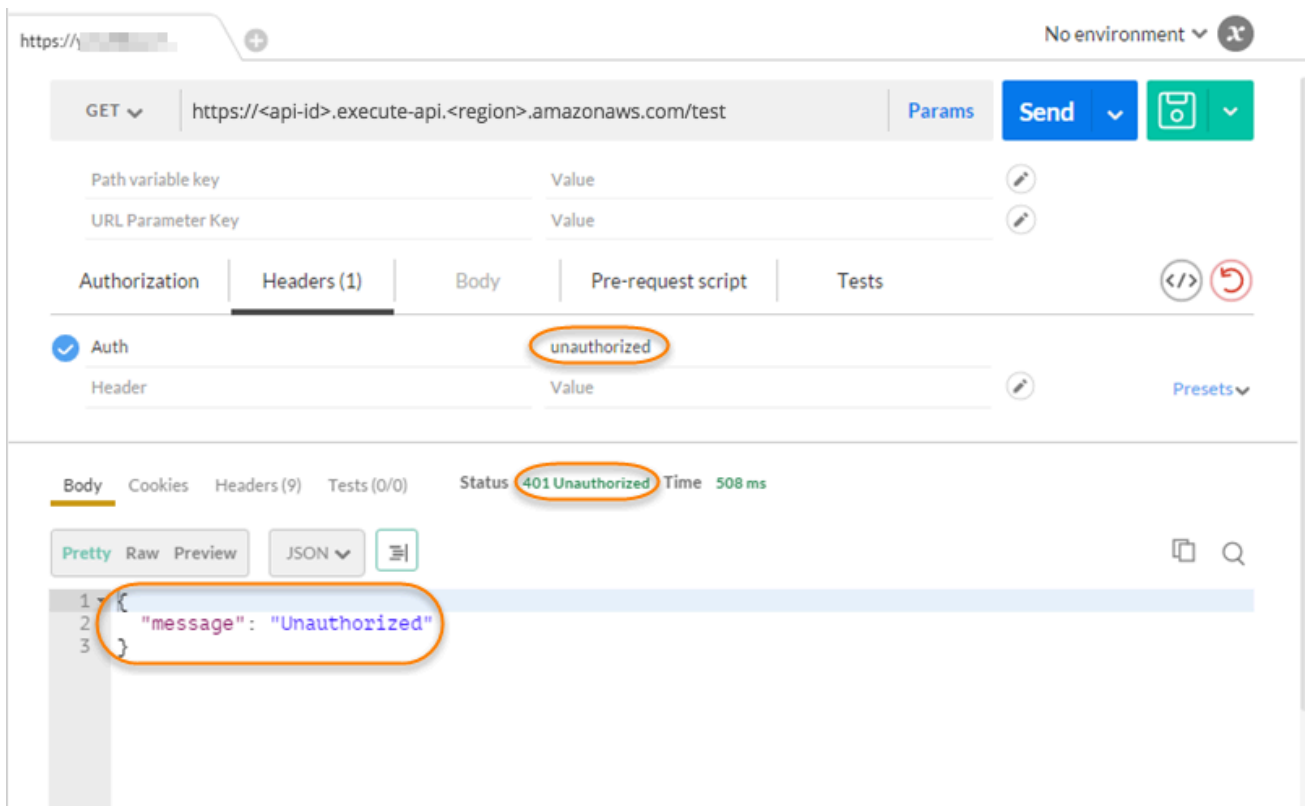 https://y
No environment
GET https://<api-id>.execute-api.<region>.amazonaws.com/test Params Send
Path variable key Value
URL Parameter Key Value
Authorization Headers (1) Body Pre-request script Tests
Auth unauthorized
Header Value Presets
Body Cookies Headers (9) Tests (0/0) Status 401 Unauthorized Time 508 ms
Pretty Raw Preview JSON
1 {
2 "message": "Unauthorized"
3 }